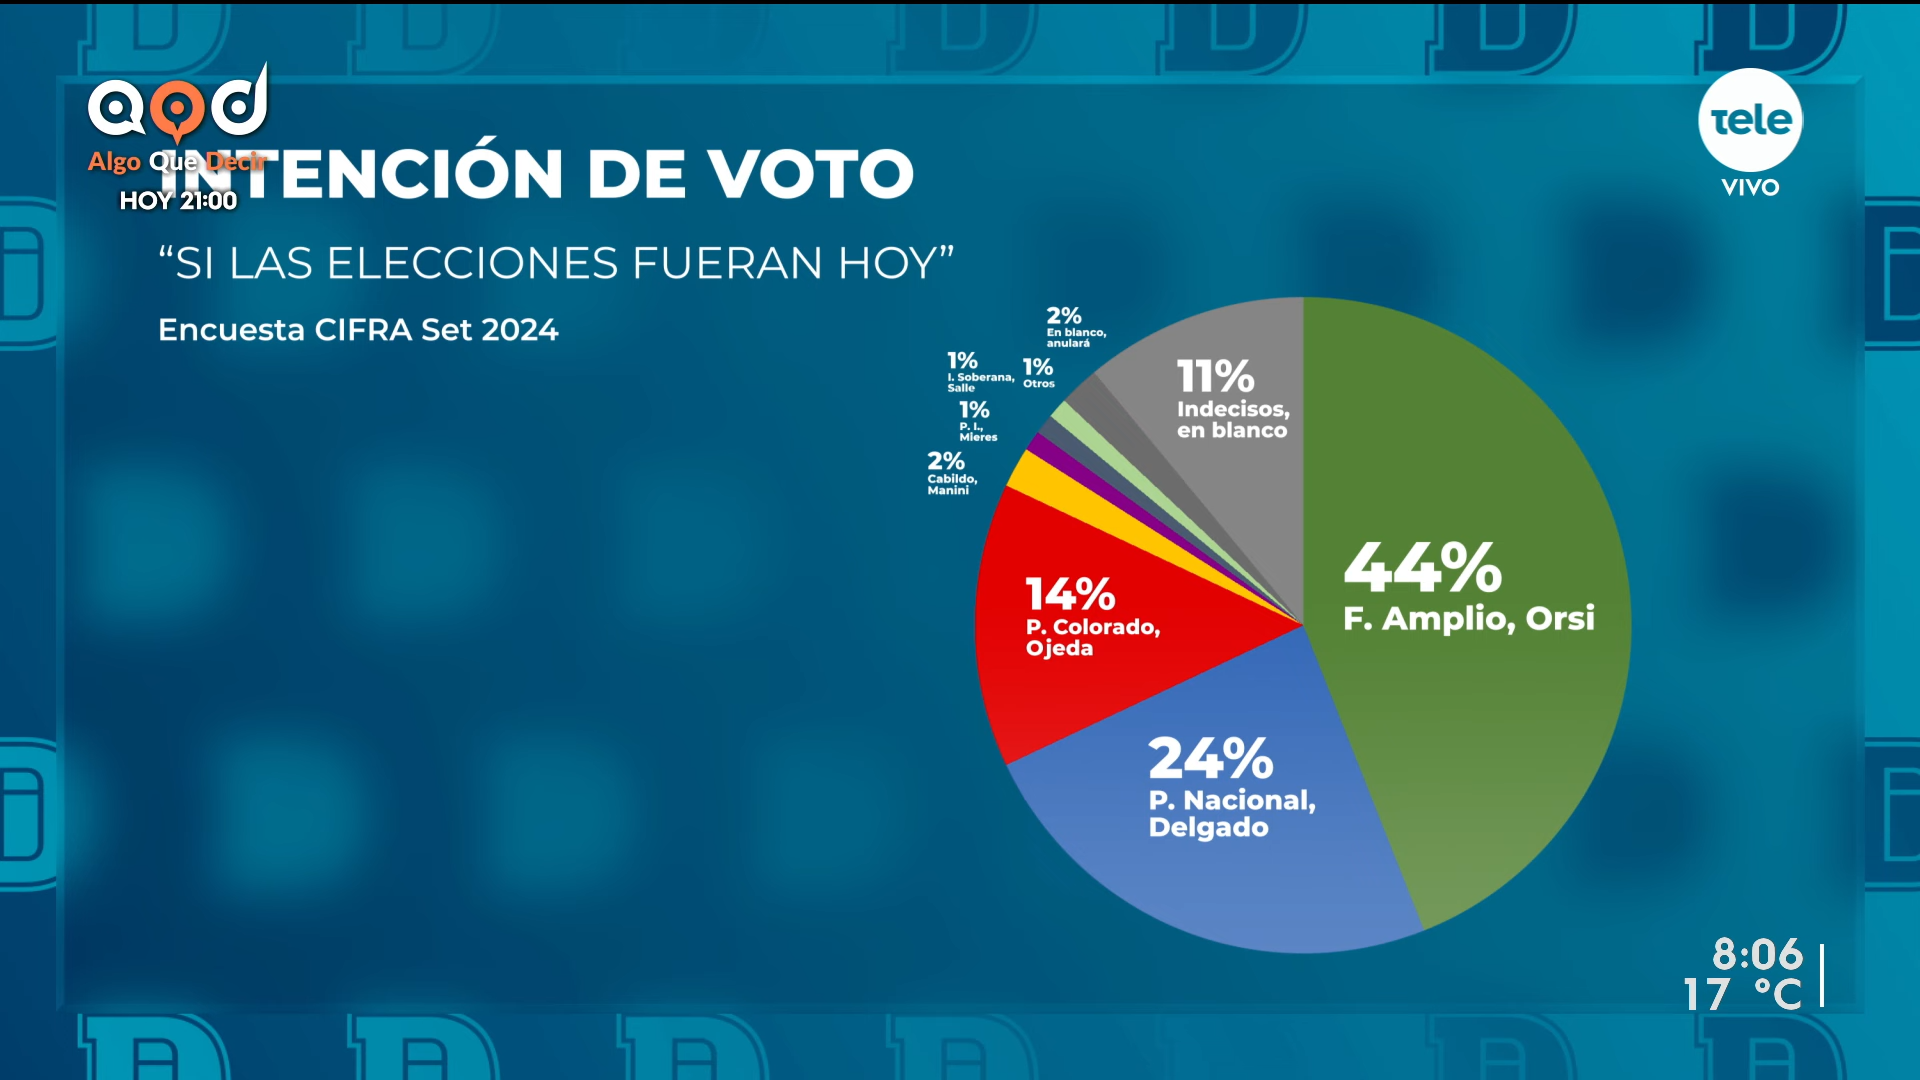 aqd
Algo Que Decir
HOY 21:00
INTENCIÓN DE VOTO
“SI LAS ELECCIONES FUERAN HOY”
Encuesta CIFRA Set 2024
tele
VIVO
2%
En blanco,
anulará
1%
I. Soberana,
Salle
1%
Otros
1%
P. I.,
Mieres
2%
Cabildo,
Manini
11%
Indecisos,
en blanco
44%
F. Amplio, Orsi
14%
P. Colorado,
Ojeda
24%
P. Nacional,
Delgado
8:06
17 °C